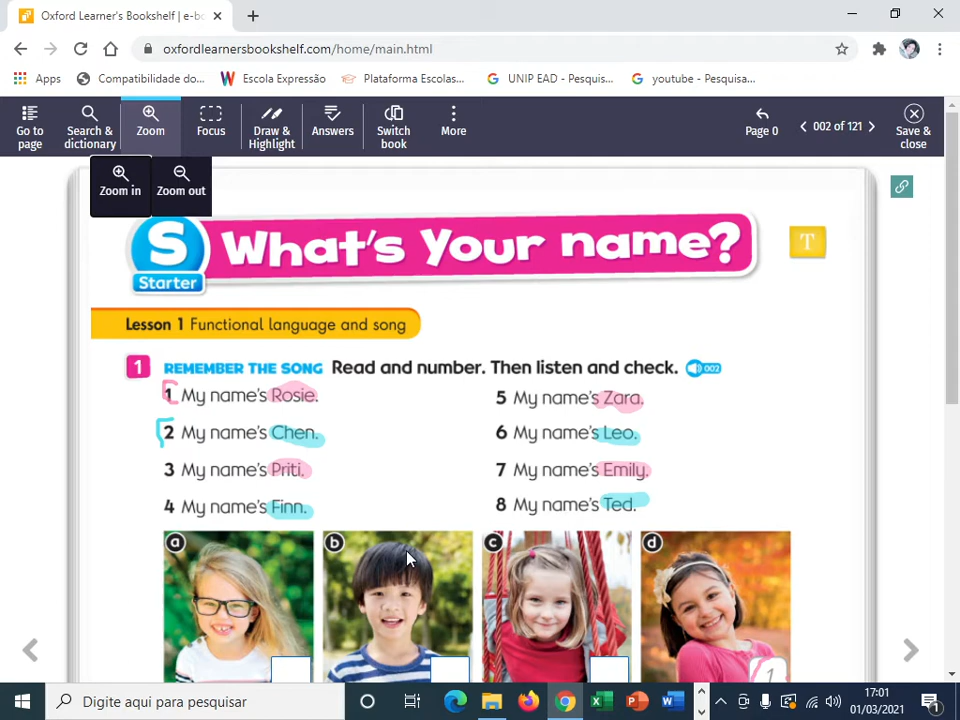 Oxford Learner's Bookshelf | e-bo
oxfordlearnersbookshelf.com/home/main.html
Apps
Compatibilidade do...
Escola Expressão
Plataforma Escolas...
UNIP EAD - Pesquis...
youtube - Pesquisa...
Go to page
Search & dictionary
Zoom
Focus
Draw & Highlight
Answers
Switch book
More
Page 0
002 of 121
Save & close
Zoom in
Zoom out
S
Starter
What's your name?
T
Lesson 1 Functional language and song
1 REMEMBER THE SONG Read and number. Then listen and check. 002
1 My name's Rosie.
2 My name's Chen.
3 My name's Priti.
4 My name's Finn.
5 My name's Zara.
6 My name's Leo.
7 My name's Emily.
8 My name's Ted.
a
b
c
d
1
Digite aqui para pesquisar
17:01
01/03/2021
1